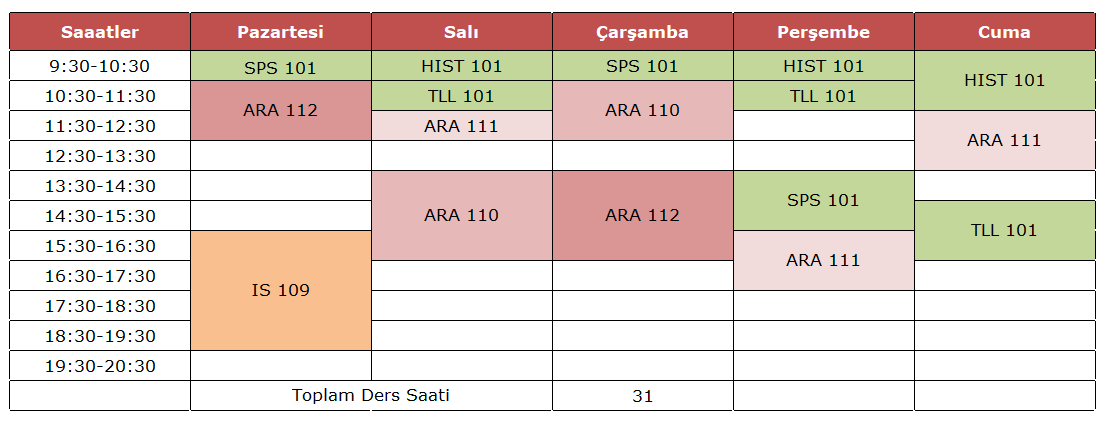 Saaatler Pazartesi Salı Çarşamba Perşembe Cuma
9:30-10:30 SPS 101 HIST 101 SPS 101 HIST 101 HIST 101
10:30-11:30 ARA 112 TLL 101 ARA 110 TLL 101
11:30-12:30 ARA 111 ARA 111
12:30-13:30
13:30-14:30 ARA 110 ARA 112 SPS 101
14:30-15:30 TLL 101
15:30-16:30 IS 109 ARA 111
16:30-17:30
17:30-18:30
18:30-19:30
19:30-20:30
Toplam Ders Saati 31